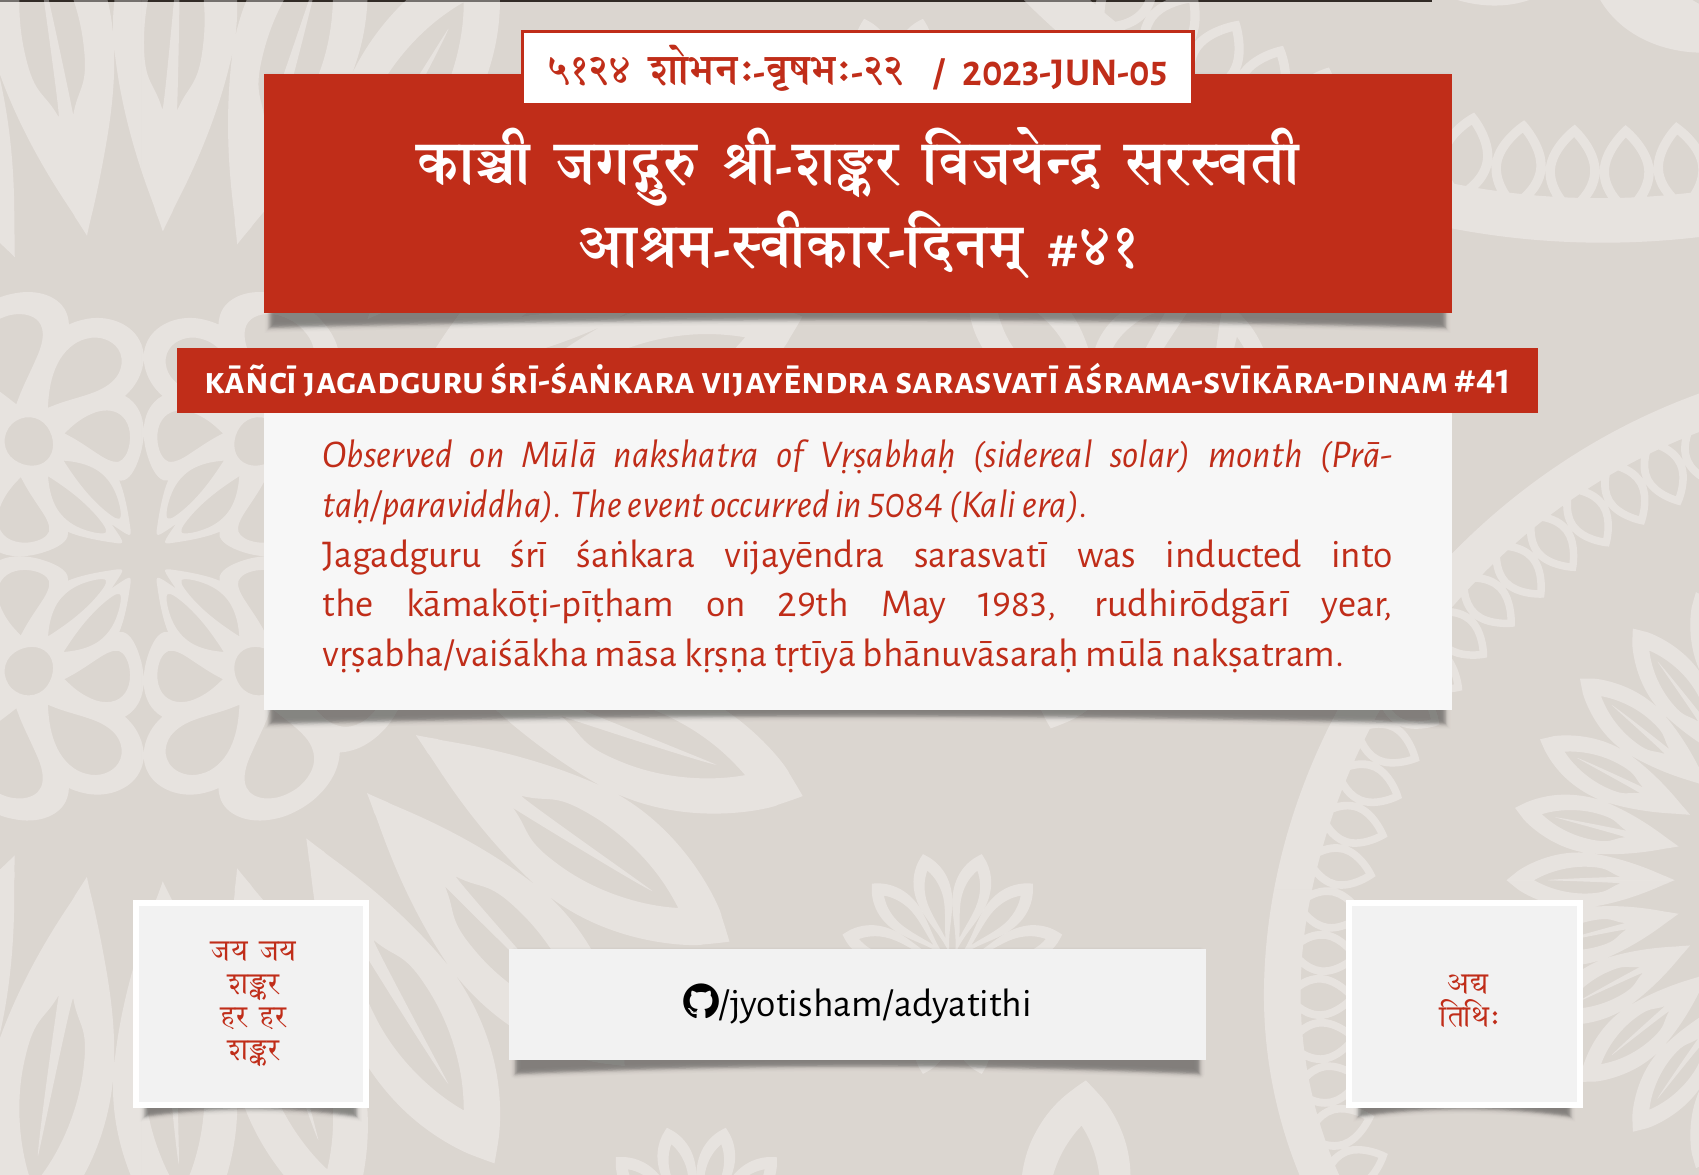 ५१२४ शोभनः-वृषभः-२२ / 2023-JUN-05
काञ्ची जगद्गुरु श्री-शङ्कर विजयेन्द्र सरस्वती
आश्रम-स्वीकार-दिनम् #४१
KĀÑCĪ JAGADGURU ŚRĪ-ŚAṄKARA VIJAYĒNDRA SARASVATĪ ĀŚRAMA-SVĪKĀRA-DINAM #41
Observed on Mūlā nakshatra of Vṛṣabhaḥ (sidereal solar) month (Prā-
taḥ/paraviddha). The event occurred in 5084 (Kali era).
Jagadguru śrī śaṅkara vijayēndra sarasvatī was inducted into
the kāmakōṭi-pīṭham on 29th May 1983, rudhirōdgārī year,
vṛṣabha/vaiśākha māsa kṛṣṇa tṛtīyā bhānuvāsaraḥ mūlā nakṣatram.
जय जय
शङ्कर
हर हर
शङ्कर
/jyotisham/adyatithi
अद्य
तिथिः